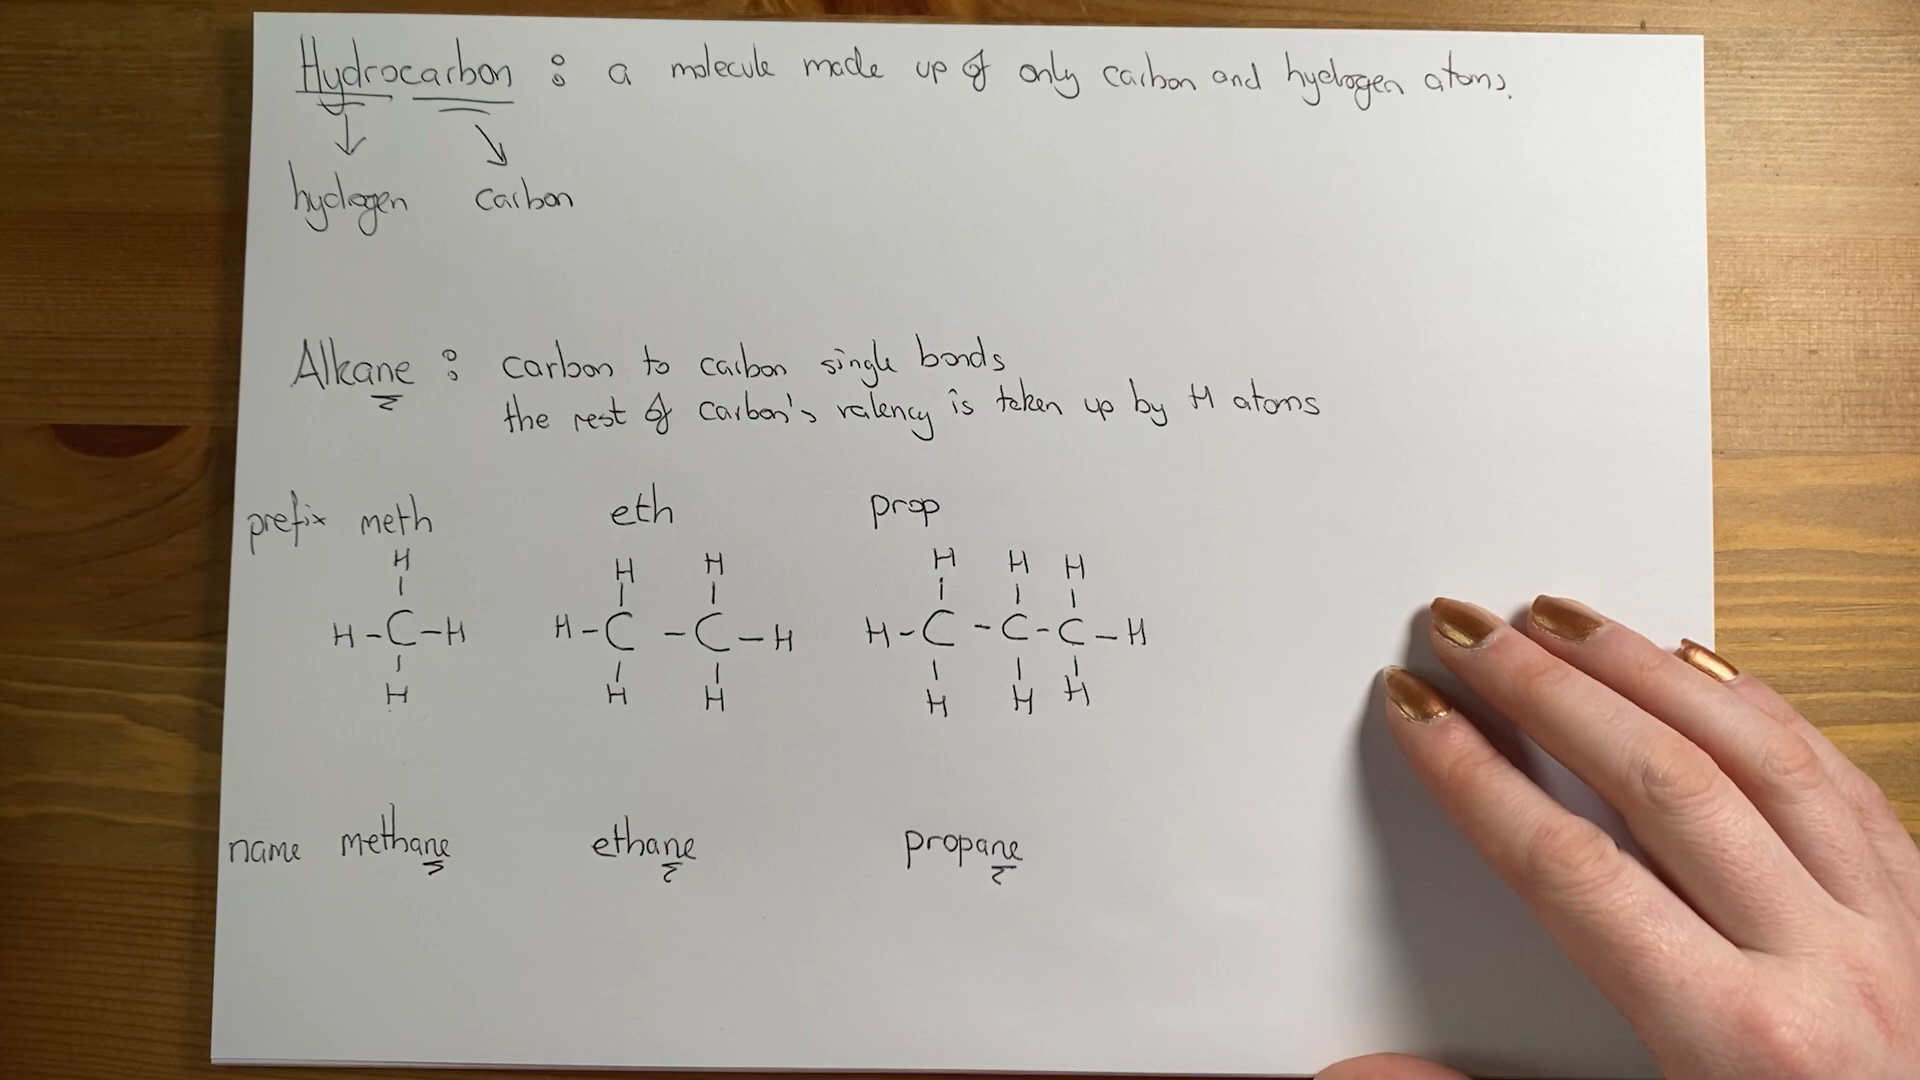 Hydrocarbon : a molecule made up of only carbon and hydrogen atoms.
hydrogen carbon
Alkane : carbon to carbon single bonds
the rest of carbon's valency is taken up by H atoms
prefix meth eth prop
H H H H H H
H-C-H H-C-C-H H-C-C-C-H
H H H H H H
name methane ethane propane